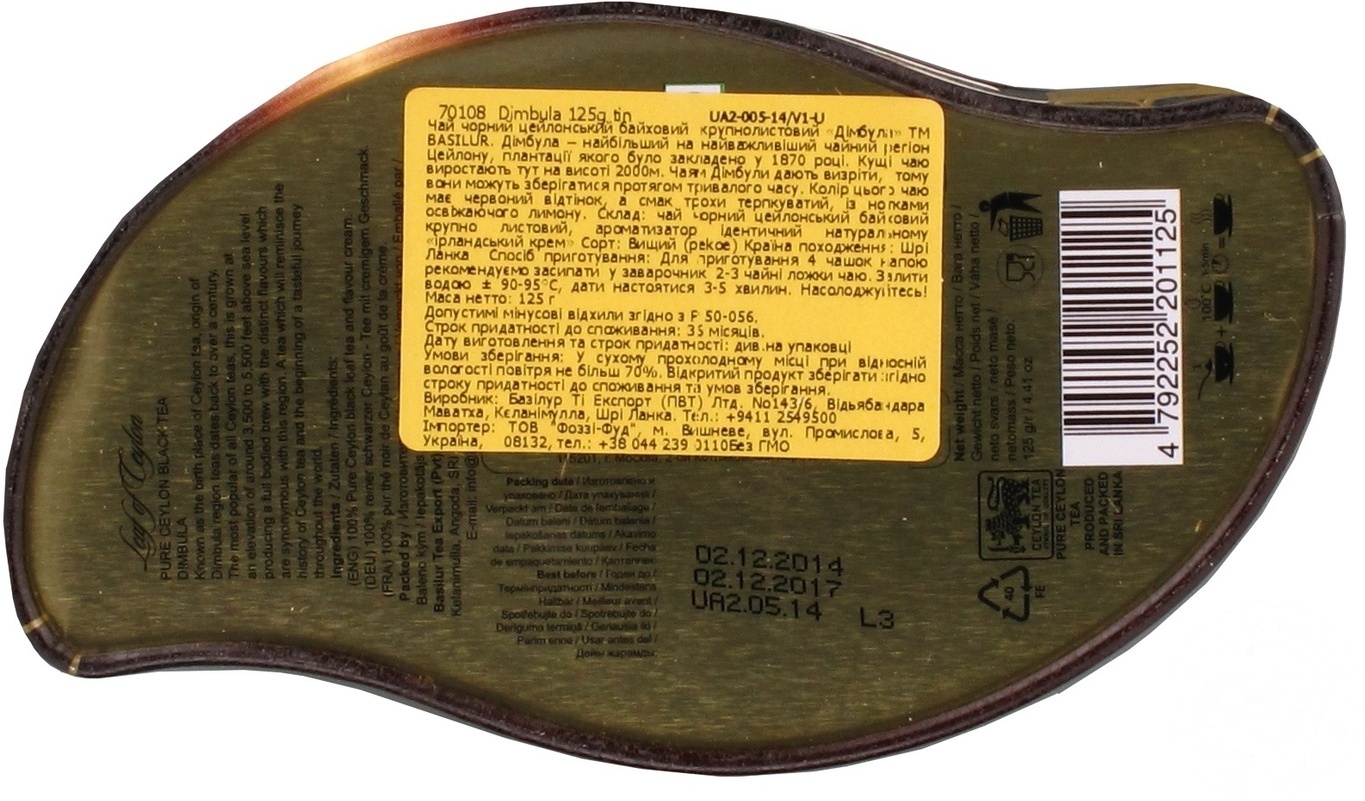 70108 Dimbula 125g tin UA2-005-14/V1-U
Чай чорний цейлонський байховий крупнолистовий «Дімбула» ТМ
BASILUR. Дімбула – найбільший на найважливіший чайний регіон
Цейлону, плантації якого було закладено у 1870 році. Кущі чаю
виростають тут на висоті 2000м. Чаям Дімбули дають визріти, тому
вони можуть зберігатися протягом тривалого часу. Колір цього чаю
має червоний відтінок, а смак трохи терпкуватий, із нотками
освіжаючого лимону. Склад: чай чорний цейлонський байховий
крупно листовий, ароматизатор ідентичний натуральному
«Ірландський крем» Сорт: Вищий (pekoe) Країна походження: Шрі
Ланка Спосіб приготування: Для приготування 4 чашок напою
рекомендуємо засипати у заварочник 2-3 чайні ложки чаю. Залити
водою ± 90-95°C, дати настоятися 3-5 хвилин. Насолоджуйтесь!
Маса нетто: 125 г
Допустимі мінусові відхили згідно з Р 50-056.
Строк придатності до споживання: 35 місяців.
Дату виготовлення та строк придатності: див.на упаковці
Умови зберігання: У сухому прохолодному місці при відносній
вологості повітря не більш 70%. Відкритий продукт зберігати згідно
строку придатності до споживання та умов зберігання.
Виробник: Базілур Ті Експорт (ПВТ) Лтд. No143/6, Відьябандара
Маватха, Келанімулла, Шрі Ланка. Тел.: +9411 2549500
Імпортер: ТОВ "Фоззі-Фуд", м. Вишневе, вул. Промислова, 5,
Україна, 08132, тел.: +38 044 239 01105ез ГМО
Leaf of Ceylon
PURE CEYLON BLACK TEA
DIMBULA
Known as the birth place of Ceylon tea, origin of
Dimbula region teas dates back to over a century.
The most popular of all Ceylon teas, this is grown at
an elevation of around 3,500 to 5,500 feet above sea level
producing a full bodied brew with the distinct flavours which
are synonymous with this region. A tea which will reminisce the
history of Ceylon tea and the beginning of a tasteful journey
throughout the world.
Ingredients / Zutaten / Ingredients:
(ENG) 100% Pure Ceylon black leaf tea and flavour cream.
(DEU) 100% reiner schwarzer Ceylon - Tee mit cremigem Geschmack.
(FRA) 100% pur thé noir de Ceylan au goût de la crème.
Packed by /
Baleno kym /
Basilur Tea Export (Pvt)
Kelanimulla, Angoda, SRI
E-mail: info@
Packing date / Изготовлено и
упаковано / Дата упакування /
Verpackt am / Date de l'emballage /
Datum balení / Dátum balenia /
Iepakošanas datums / Akavimo
data / Pakkimise kuupäev / Fecha
de empaquetamiento / Қапталған:
Best before / Годен до /
Термінпридатності / Mindestens
Haltbar / Meilleur avant /
Spotřebujte do / Spotrebujte do /
Derīguma termiņš / Geriausia iki /
Parim enne / Usar antes del /
Дейін жарамды:
02.12.2014
02.12.2017
UA2.05.14 L3
Net weight / Масса нетто / Вага нетто /
Gewicht netto / Poids net / Váha netto /
neto svars / neto masė /
netomass / Peso neto:
125 gr / 4.41 oz
CEYLON TEA
PURE CEYLON
TEA
PRODUCED
AND PACKED
IN SRI LANKA
40
FE
4 792252 201125
100°C 3-5min